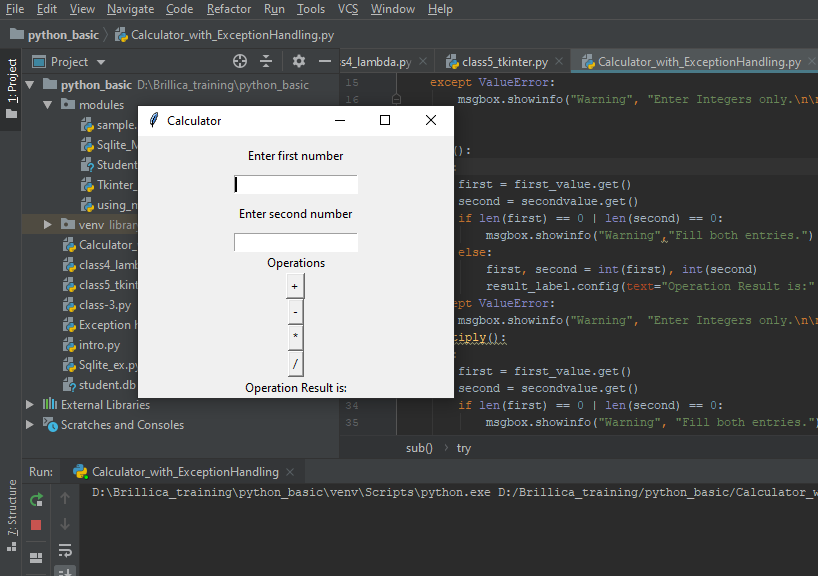 File Edit View Navigate Code Refactor Run Tools VCS Window Help
python_basic Calculator_with_ExceptionHandling.py
1: Project
Project
python_basic D:\Brillica_training\python_basic
modules
sample.
Sqlite_M
Student
Tkinter_
using_n
venv library
Calculator_
class4_lamb
class5_tkint
class-3.py
Exception h
intro.py
Sqlite_ex.py
student.db
External Libraries
Scratches and Consoles
s4_lambda.py class5_tkinter.py Calculator_with_ExceptionHandling.py
15 except ValueError:
16 msgbox.showinfo("Warning", "Enter Integers only.\n\n
():
:
first = first_value.get()
second = secondvalue.get()
if len(first) == 0 | len(second) == 0:
msgbox.showinfo("Warning","Fill both entries.")
else:
first, second = int(first), int(second)
result_label.config(text="Operation Result is:"
ept ValueError:
msgbox.showinfo("Warning", "Enter Integers only.\n\n
tiply():
:
first = first_value.get()
second = secondvalue.get()
34 if len(first) == 0 | len(second) == 0:
35 msgbox.showinfo("Warning", "Fill both entries.")
sub() try
Calculator
Enter first number
Enter second number
Operations
+
-
*
/
Operation Result is:
Run: Calculator_with_ExceptionHandling
D:\Brillica_training\python_basic\venv\Scripts\python.exe D:/Brillica_training/python_basic/Calculator_w
7: Structure